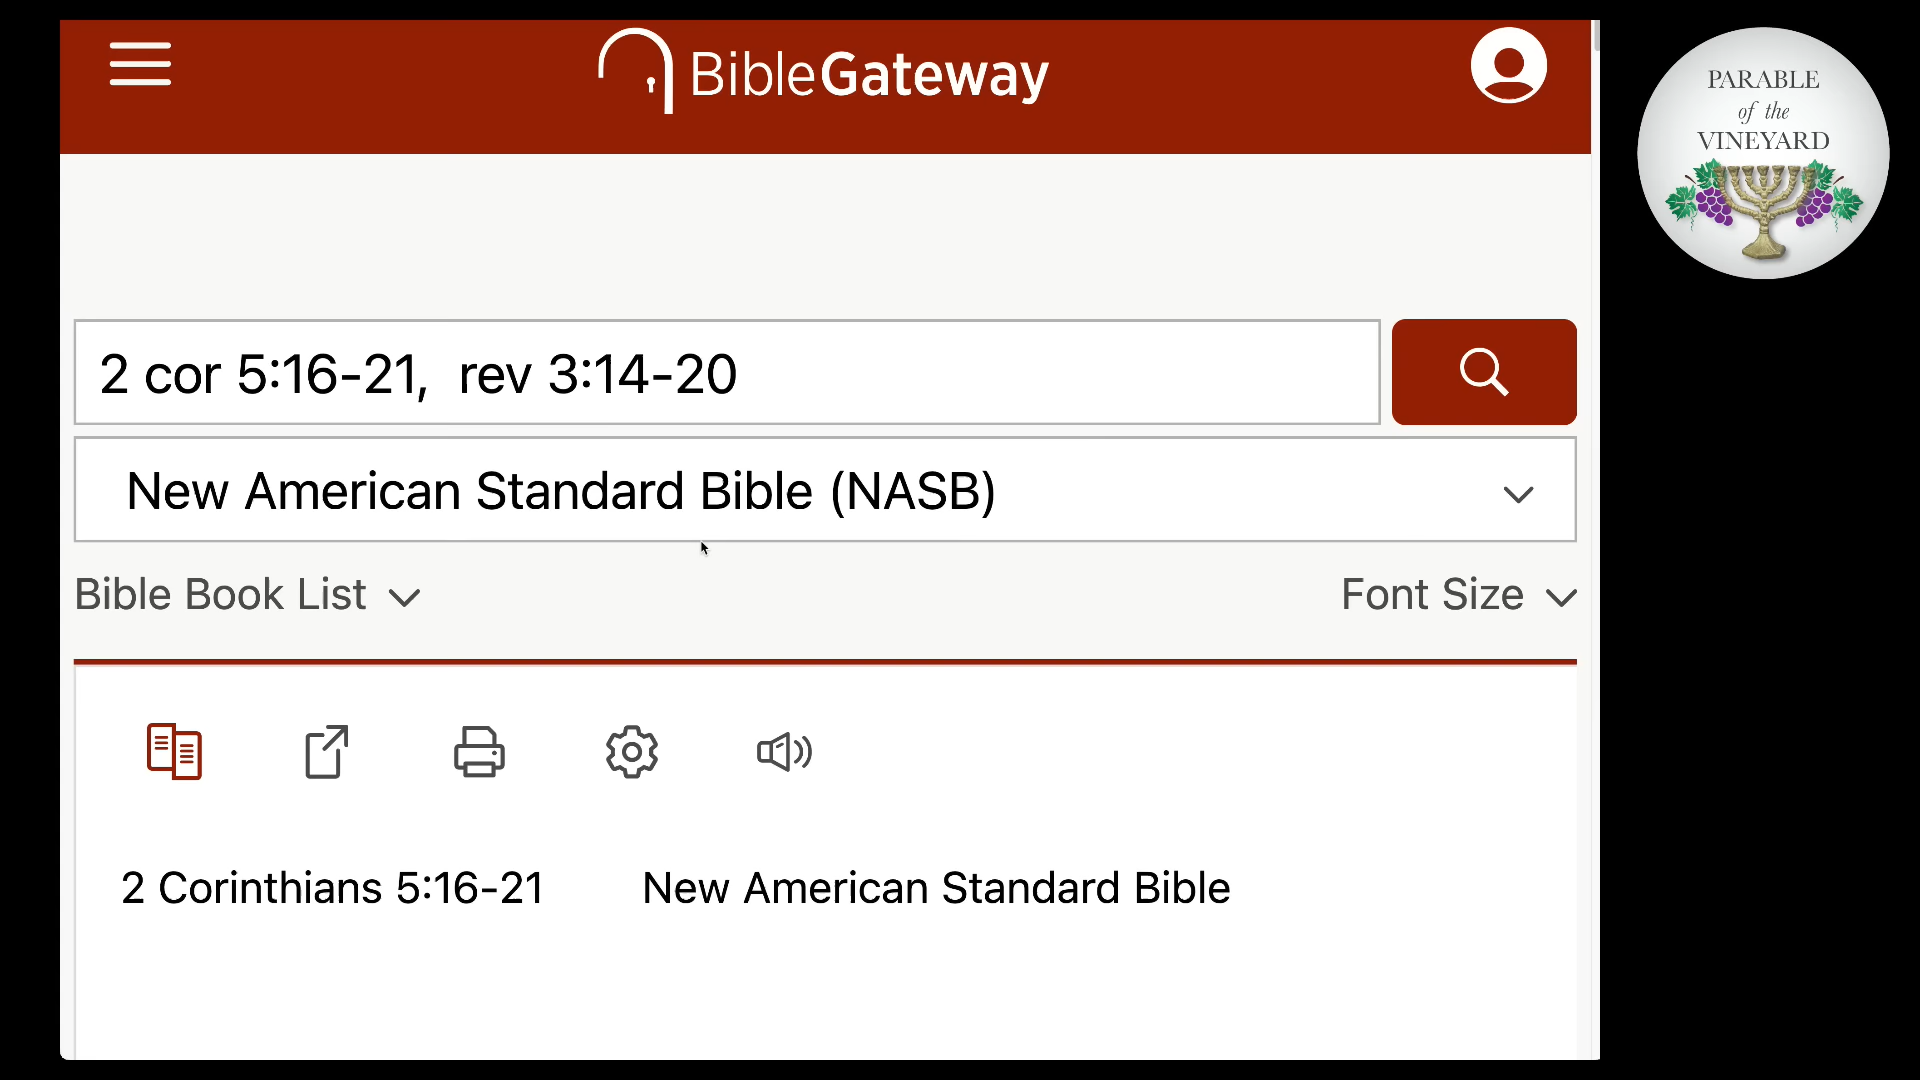 BibleGateway
PARABLE
of the
VINEYARD
2 cor 5:16-21,  rev 3:14-20
New American Standard Bible (NASB)
Bible Book List
Font Size
2 Corinthians 5:16-21
New American Standard Bible